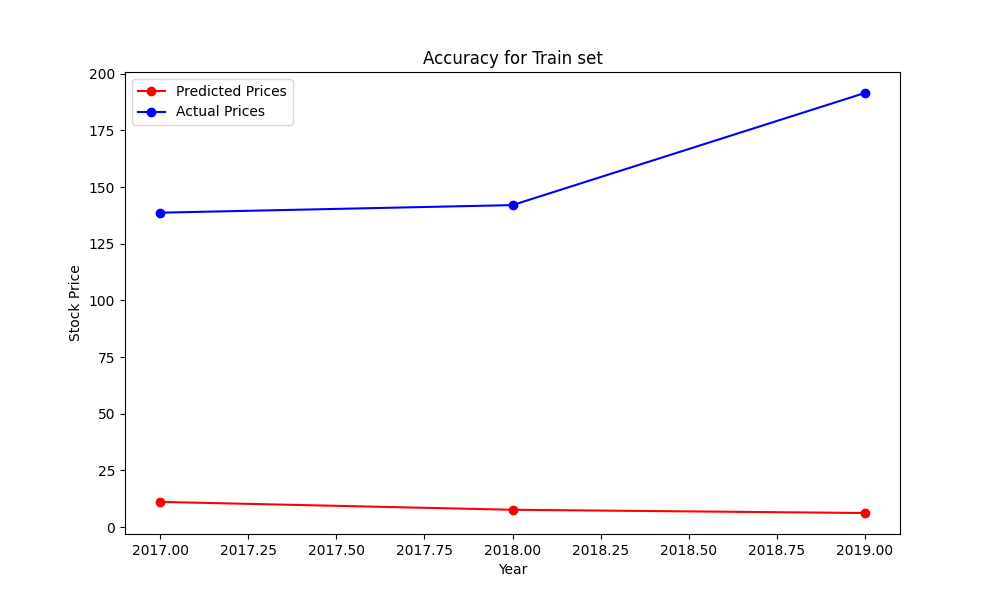 Accuracy for Train set
Predicted Prices
Actual Prices
200
175
150
125
100
75
50
25
0
Stock Price
2017.00 2017.25 2017.50 2017.75 2018.00 2018.25 2018.50 2018.75 2019.00
Year